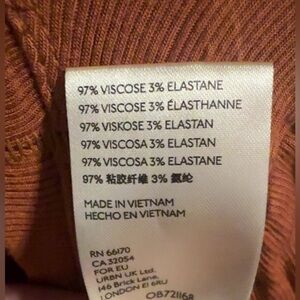 97% VISCOSE 3% ELASTANE
97% VISCOSE 3% ÉLASTHANNE
97% VISKOSE 3% ELASTAN
97% VISCOSA 3% ELASTAN
97% VISCOSA 3% ELASTANE
97% 粘胶纤维 3% 氨纶
MADE IN VIETNAM
HECHO EN VIETNAM
RN 66170
CA 32054
FOR EU
URBN UK Ltd.
146 Brick Lane,
LONDON E1 6RU
OB721168